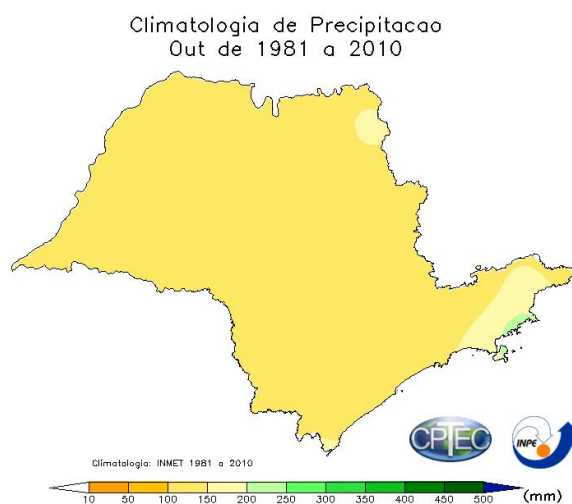 Climatologia de Precipitacao
Out de 1981 a 2010
CPTEC
INPE
Climatologia: INMET 1981 a 2010
10 50 100 150 200 250 300 350 400 450 500 (mm)